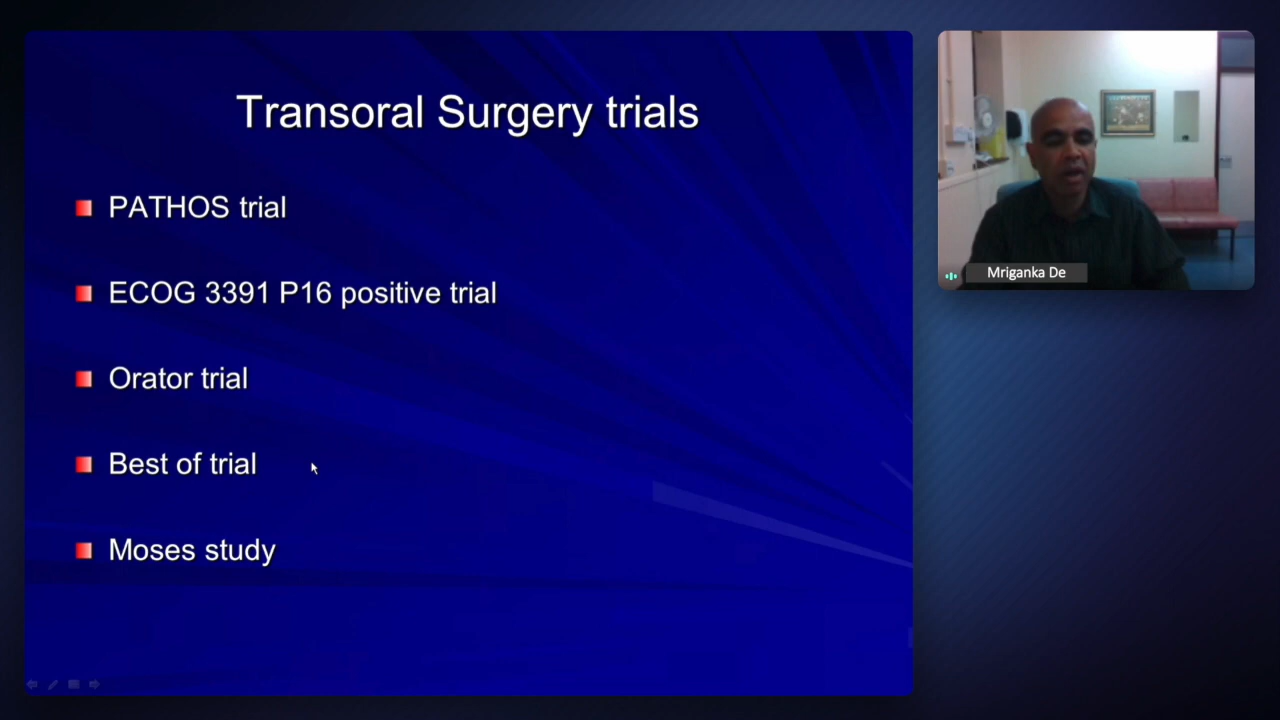 Transoral Surgery trials
PATHOS trial
ECOG 3391 P16 positive trial
Orator trial
Best of trial
Moses study
Mriganka De